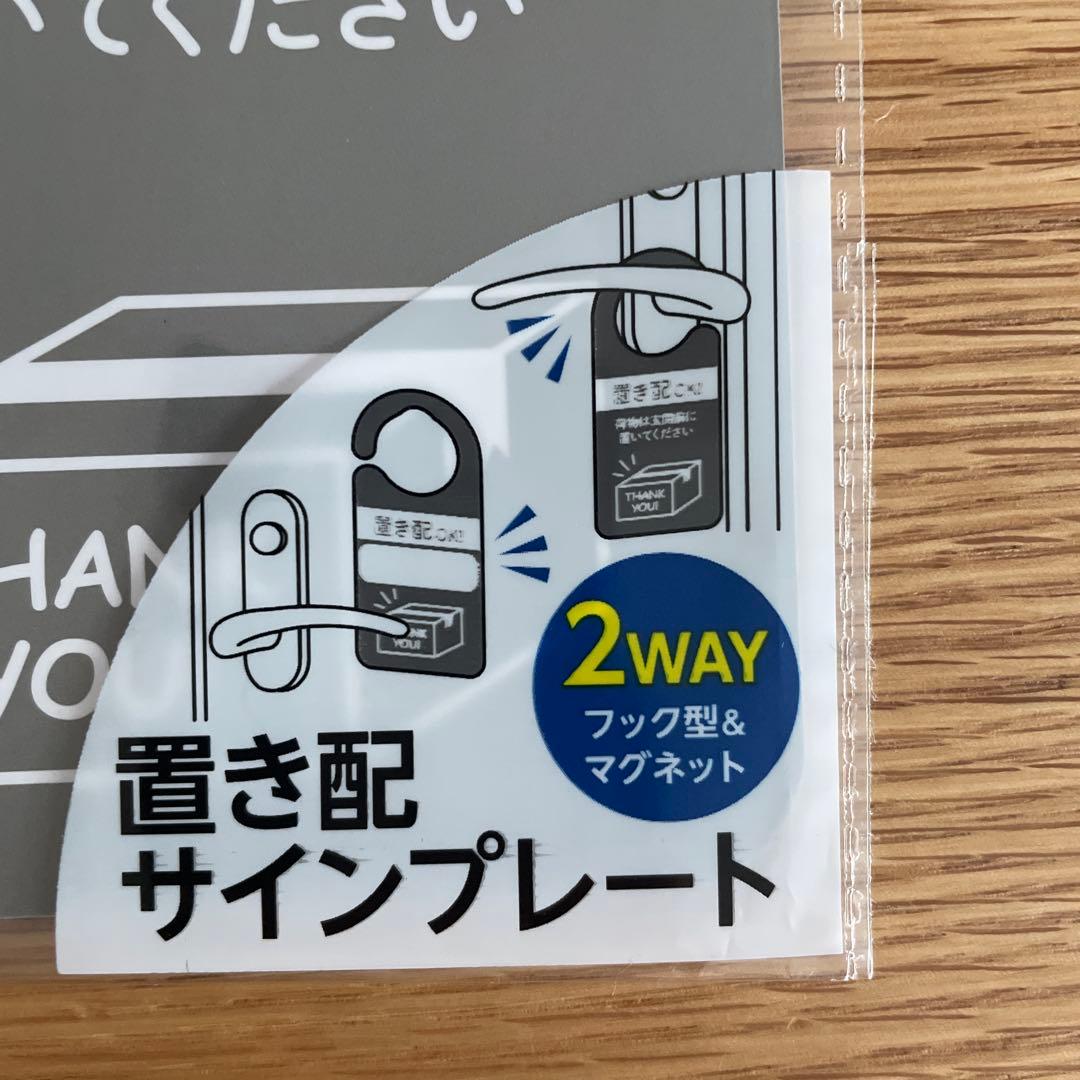 いてください
置き配OK!!
荷物は玄関前に
置いてください
THANK
YOU!
置き配OK!!
THANK
YOU!
HAN
YOU
2WAY
フック型&
マグネット
置き配
サインプレート